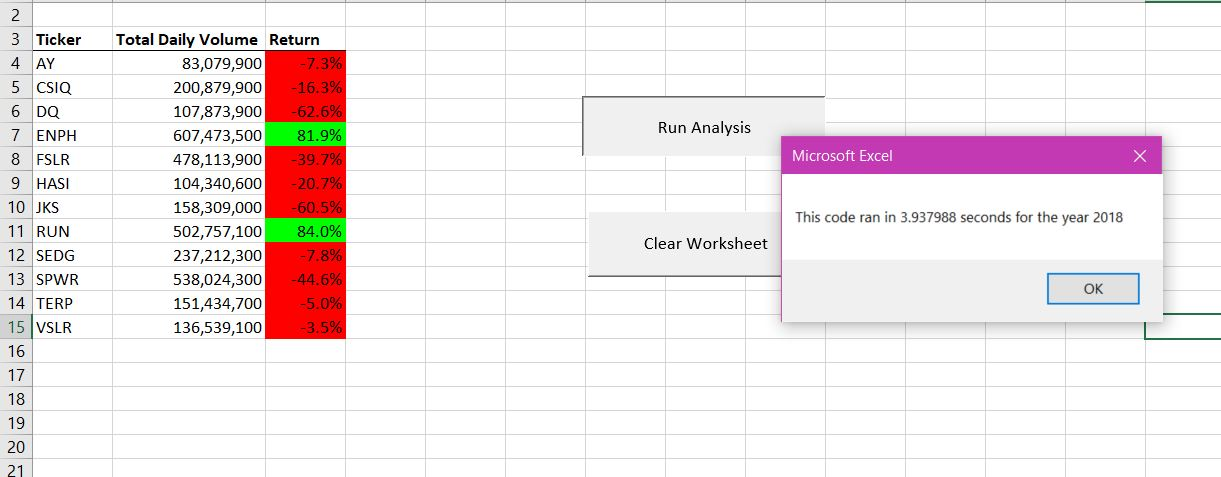 2
3 Ticker Total Daily Volume Return
4 AY 83,079,900 -7.3%
5 CSIQ 200,879,900 -16.3%
6 DQ 107,873,900 -62.6%
7 ENPH 607,473,500 81.9%
8 FSLR 478,113,900 -39.7%
9 HASI 104,340,600 -20.7%
10 JKS 158,309,000 -60.5%
11 RUN 502,757,100 84.0%
12 SEDG 237,212,300 -7.8%
13 SPWR 538,024,300 -44.6%
14 TERP 151,434,700 -5.0%
15 VSLR 136,539,100 -3.5%
16
17
18
19
20
21
Run Analysis
Clear Worksheet
Microsoft Excel
This code ran in 3.937988 seconds for the year 2018
OK